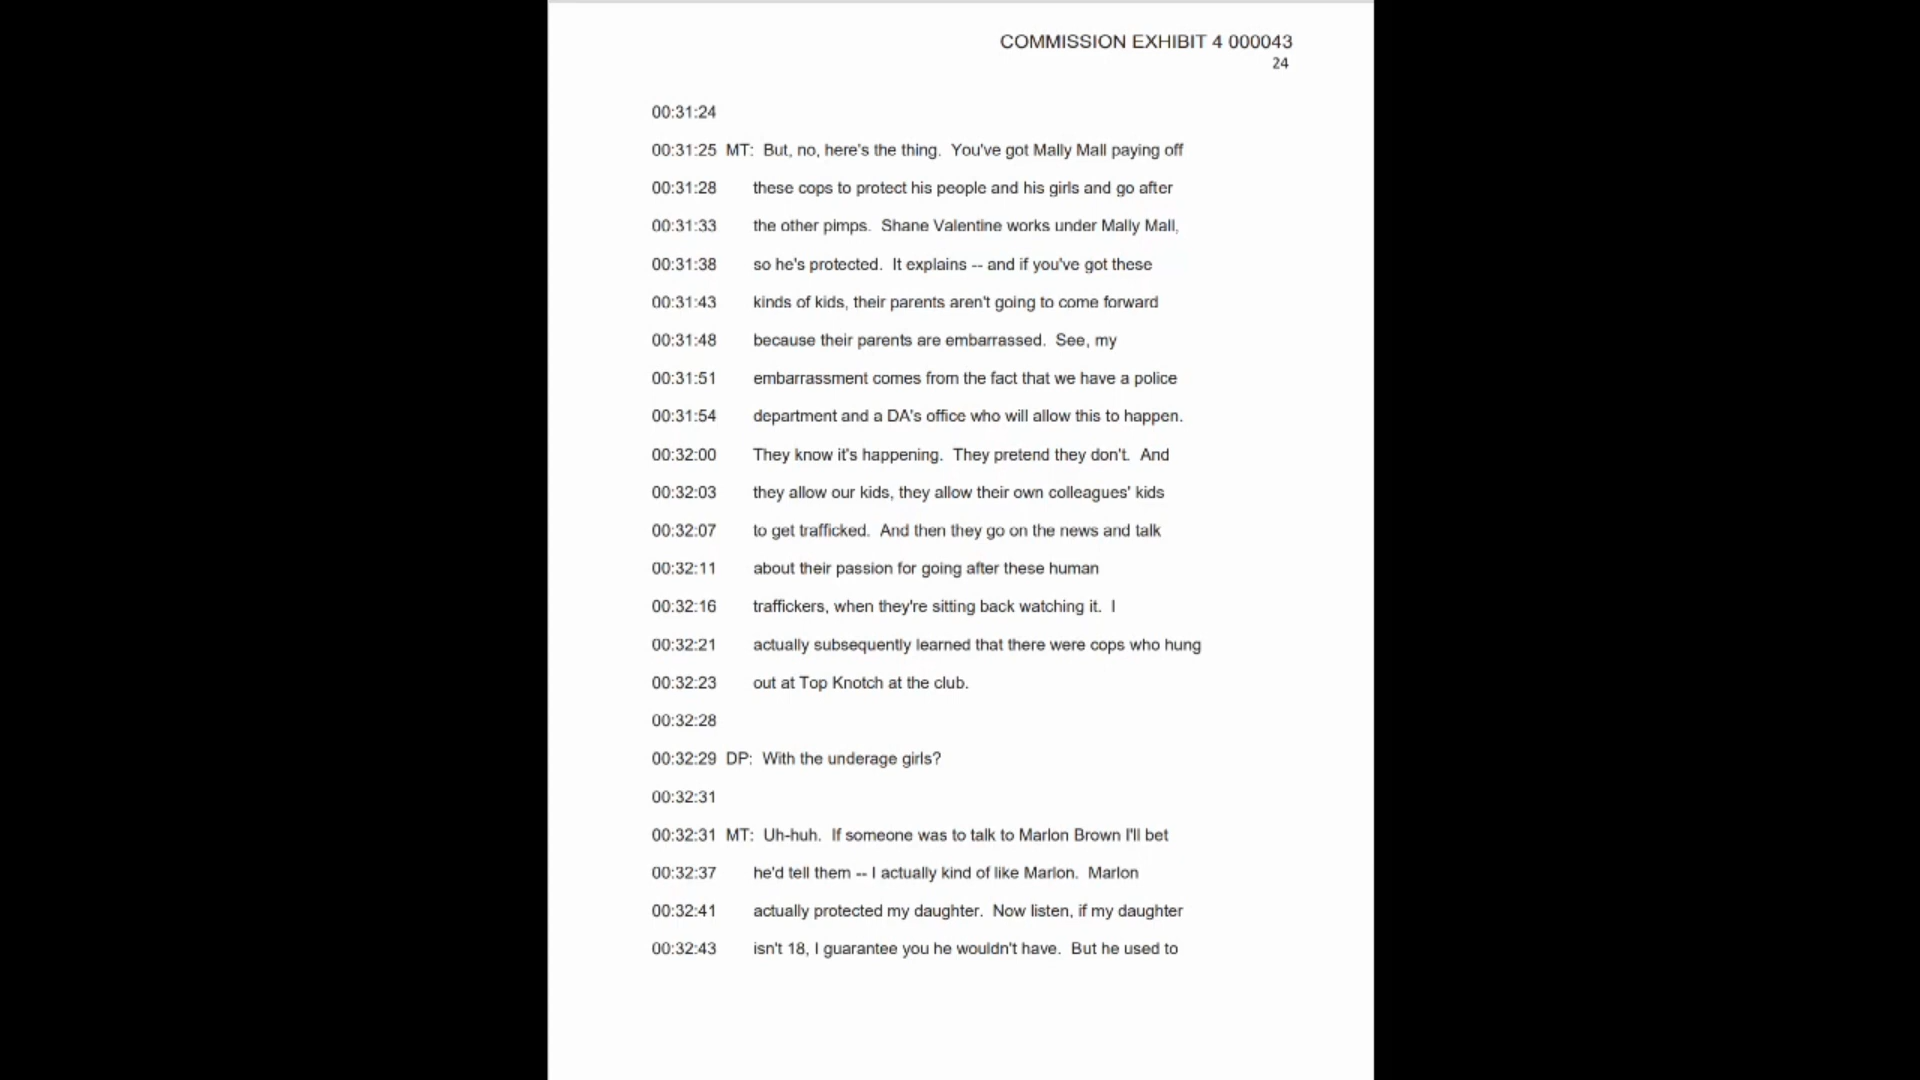 COMMISSION EXHIBIT 4 000043
24
00:31:24
00:31:25 MT: But, no, here's the thing. You've got Mally Mall paying off
00:31:28 these cops to protect his people and his girls and go after
00:31:33 the other pimps. Shane Valentine works under Mally Mall,
00:31:38 so he's protected. It explains -- and if you've got these
00:31:43 kinds of kids, their parents aren't going to come forward
00:31:48 because their parents are embarrassed. See, my
00:31:51 embarrassment comes from the fact that we have a police
00:31:54 department and a DA's office who will allow this to happen.
00:32:00 They know it's happening. They pretend they don't. And
00:32:03 they allow our kids, they allow their own colleagues' kids
00:32:07 to get trafficked. And then they go on the news and talk
00:32:11 about their passion for going after these human
00:32:16 traffickers, when they're sitting back watching it. I
00:32:21 actually subsequently learned that there were cops who hung
00:32:23 out at Top Knotch at the club.
00:32:28
00:32:29 DP: With the underage girls?
00:32:31
00:32:31 MT: Uh-huh. If someone was to talk to Marlon Brown I'll bet
00:32:37 he'd tell them -- I actually kind of like Marlon. Marlon
00:32:41 actually protected my daughter. Now listen, if my daughter
00:32:43 isn't 18, I guarantee you he wouldn't have. But he used to